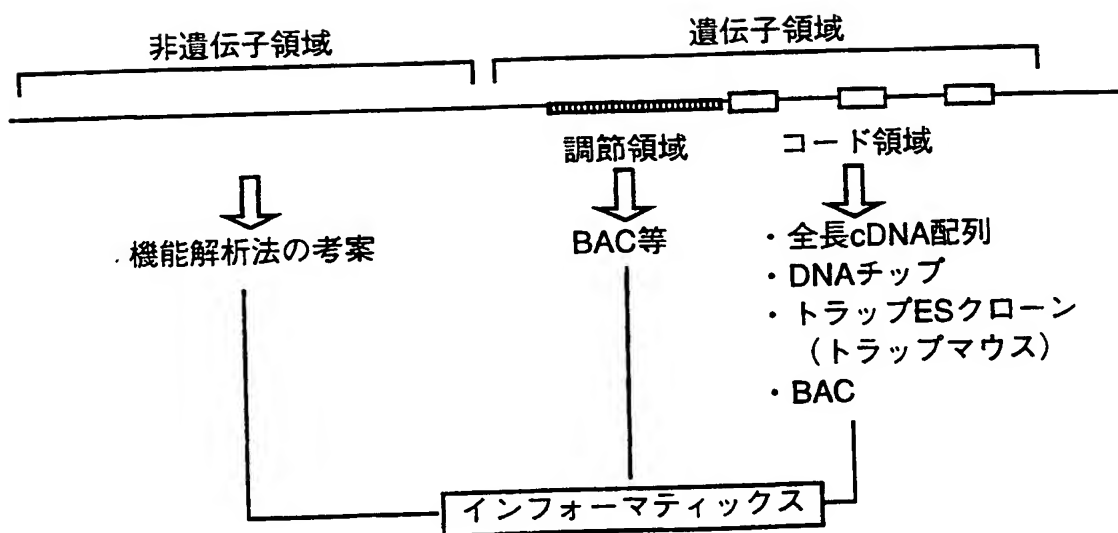 非遺伝子領域
遺伝子領域
調節領域
コード領域
機能解析法の考案
BAC等
・全長cDNA配列
・DNAチップ
・トラップESクローン
（トラップマウス）
・BAC
インフォーマティックス